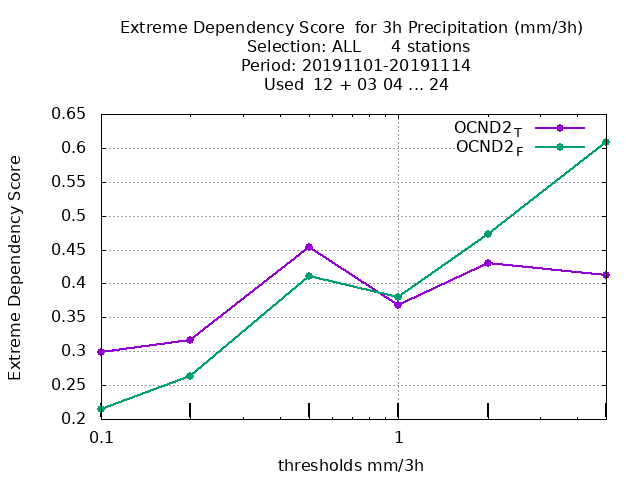 Extreme Dependency Score  for 3h Precipitation (mm/3h)
Selection: ALL      4 stations
Period: 20191101-20191114
Used  12 + 03 04 ... 24
OCND2T
OCND2F
Extreme Dependency Score
0.65
0.6
0.55
0.5
0.45
0.4
0.35
0.3
0.25
0.2
0.1 1
thresholds mm/3h